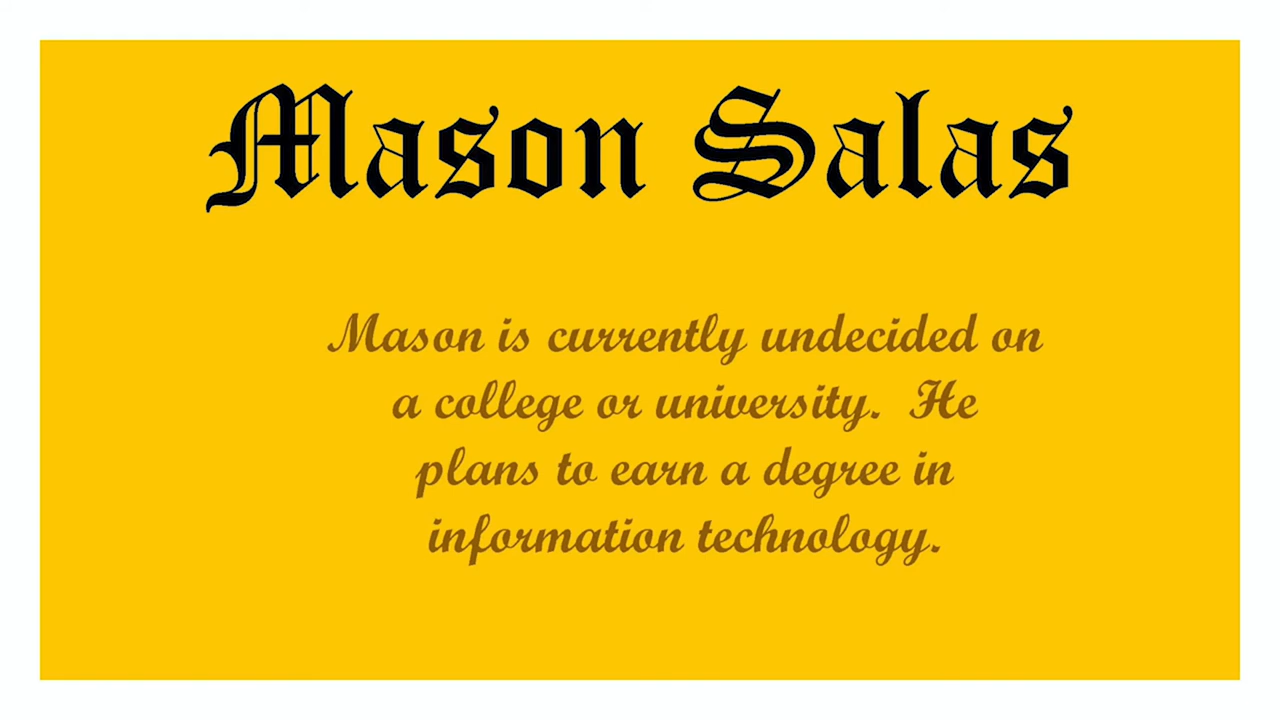 Mason Salas
Mason is currently undecided on
a college or university.  He
plans to earn a degree in
information technology.